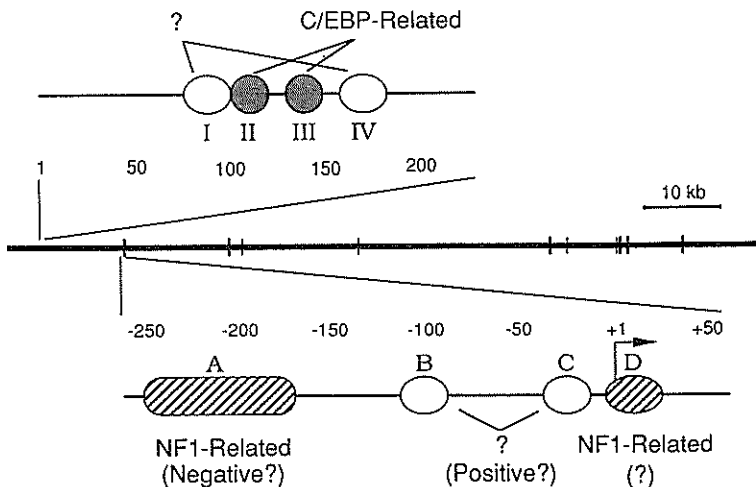 ?
C/EBP-Related
I II III IV
1 50 100 150 200
10 kb
-250 -200 -150 -100 -50 +1 +50
A B C D
NF1-Related
(Negative?)
?
(Positive?)
NF1-Related
(?)